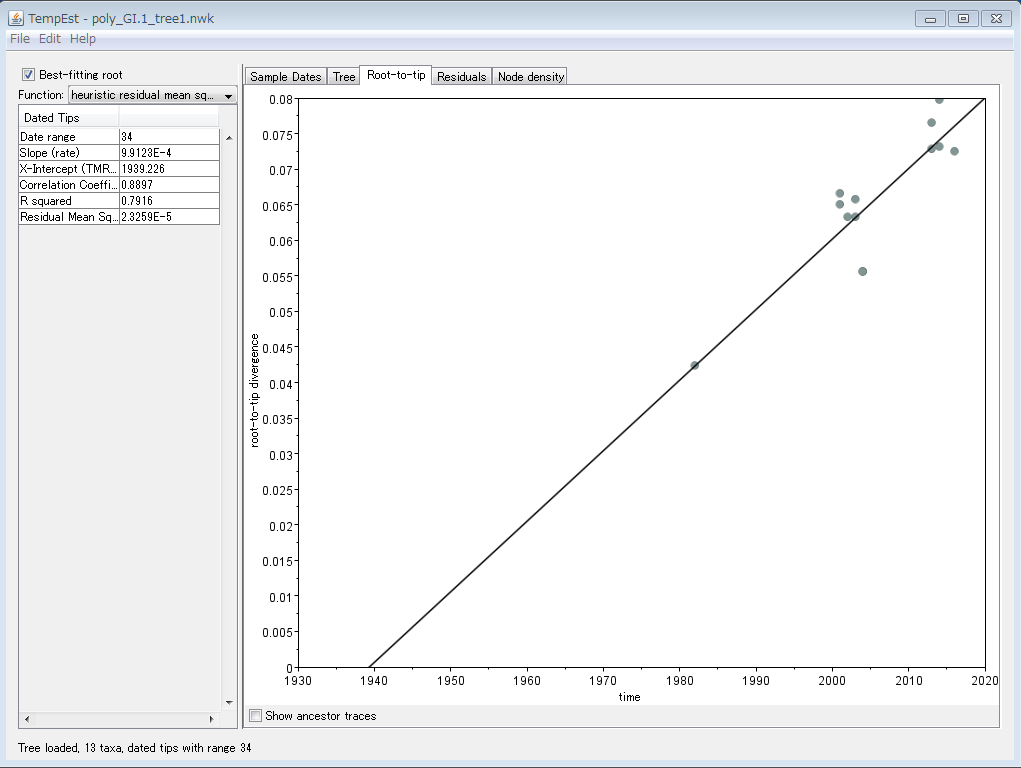 TempEst - poly_GI.1_tree1.nwk
File Edit Help
Best-fitting root
Function: heuristic residual mean sq...
Dated Tips
Date range 34
Slope (rate) 9.9123E-4
X-Intercept (TMR... 1939.226
Correlation Coeffi... 0.8897
R squared 0.7916
Residual Mean Sq... 2.3259E-5
Sample Dates Tree Root-to-tip Residuals Node density
0.08
0.075
0.07
0.065
0.06
0.055
0.05
0.045
0.04
0.035
0.03
0.025
0.02
0.015
0.01
0.005
0
root-to-tip divergence
1930 1940 1950 1960 1970 1980 1990 2000 2010 2020
time
Show ancestor traces
Tree loaded, 13 taxa, dated tips with range 34